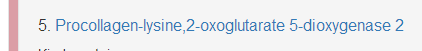 5. Procollagen-lysine,2-oxoglutarate 5-dioxygenase 2